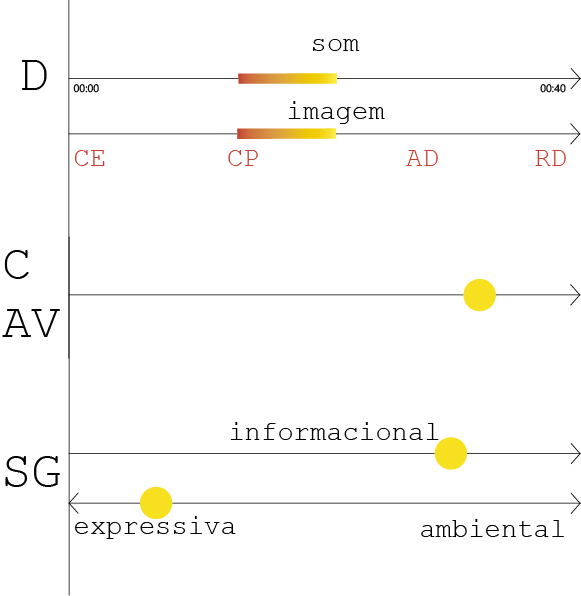 som
D
00:00
00:40
imagem
CE CP AD RD
C
AV
informacional
SG
expressiva
ambiental